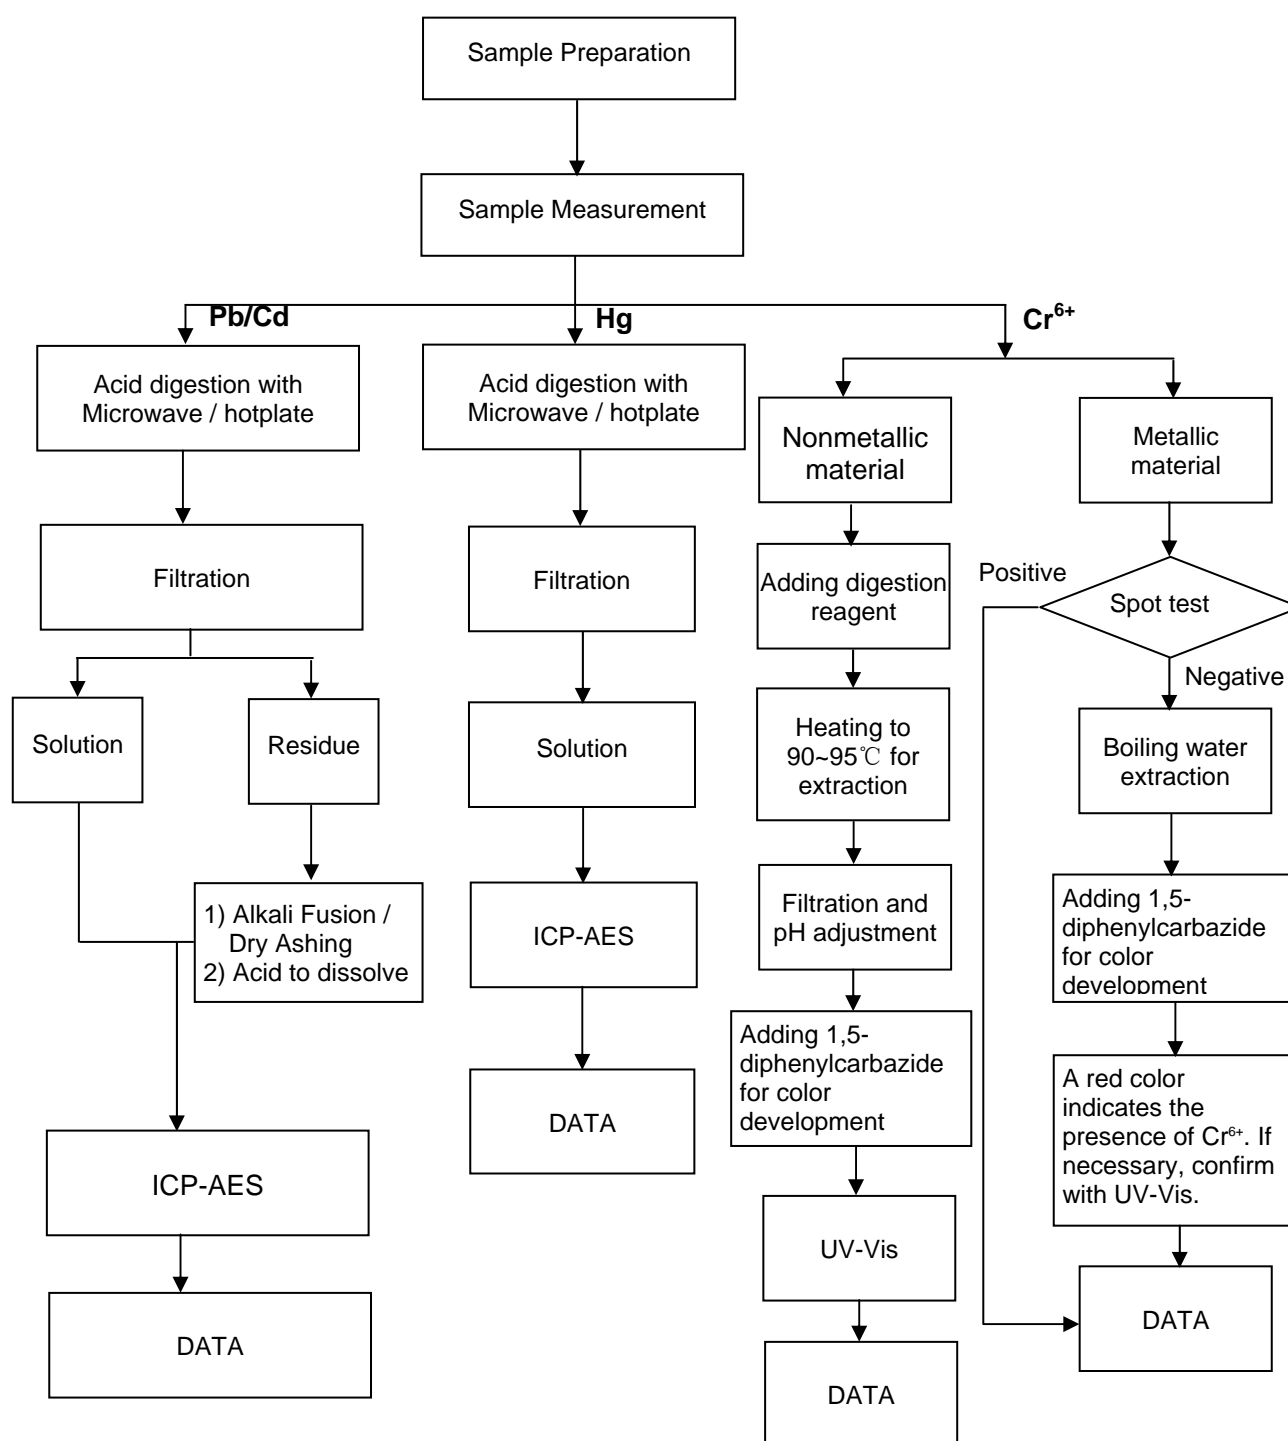 Sample Preparation
Sample Measurement
Pb/Cd
Hg
Cr⁶⁺
Acid digestion with
Microwave / hotplate
Filtration
Solution
Residue
1) Alkali Fusion /
Dry Ashing
2) Acid to dissolve
ICP-AES
DATA
Acid digestion with
Microwave / hotplate
Filtration
Solution
ICP-AES
DATA
Nonmetallic
material
Adding digestion
reagent
Heating to
90~95℃ for
extraction
Filtration and
pH adjustment
Adding 1,5-
diphenylcarbazide
for color
development
UV-Vis
DATA
Metallic
material
Spot test
Positive
Negative
Boiling water
extraction
Adding 1,5-
diphenylcarbazide
for color
development
A red color
indicates the
presence of Cr⁶⁺. If
necessary, confirm
with UV-Vis.
DATA